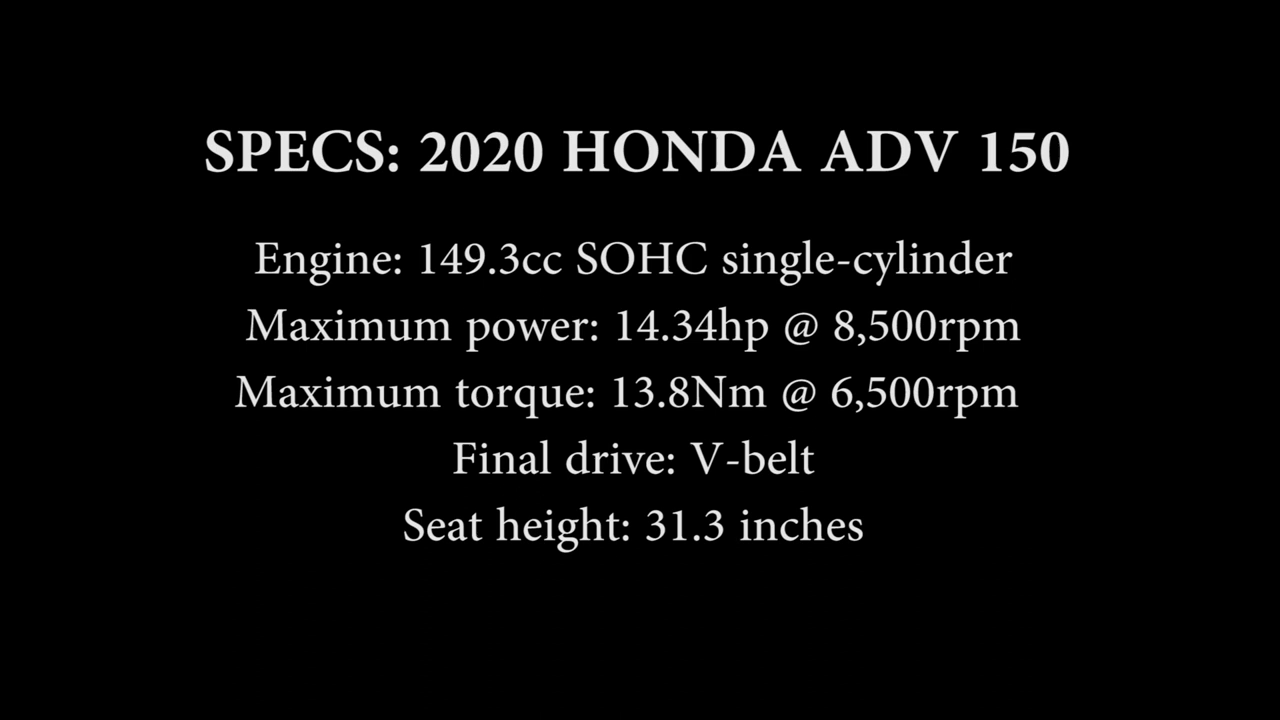 SPECS: 2020 HONDA ADV 150
Engine: 149.3cc SOHC single-cylinder
Maximum power: 14.34hp @ 8,500rpm
Maximum torque: 13.8Nm @ 6,500rpm
Final drive: V-belt
Seat height: 31.3 inches